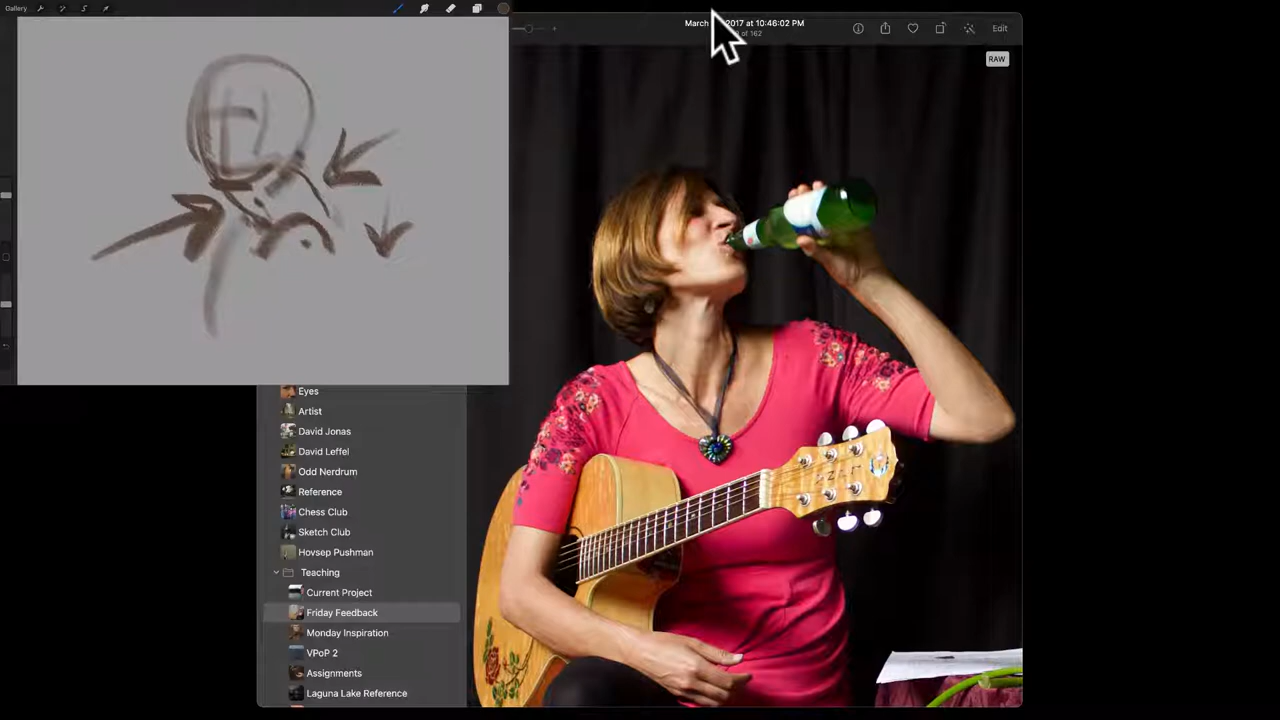 Gallery
March 2017 at 10:46:02 PM
of 162
Edit
RAW
Eyes
Artist
David Jonas
David Leffel
Odd Nerdrum
Reference
Chess Club
Sketch Club
Hovsep Pushman
Teaching
Current Project
Friday Feedback
Monday Inspiration
VPoP 2
Assignments
Laguna Lake Reference